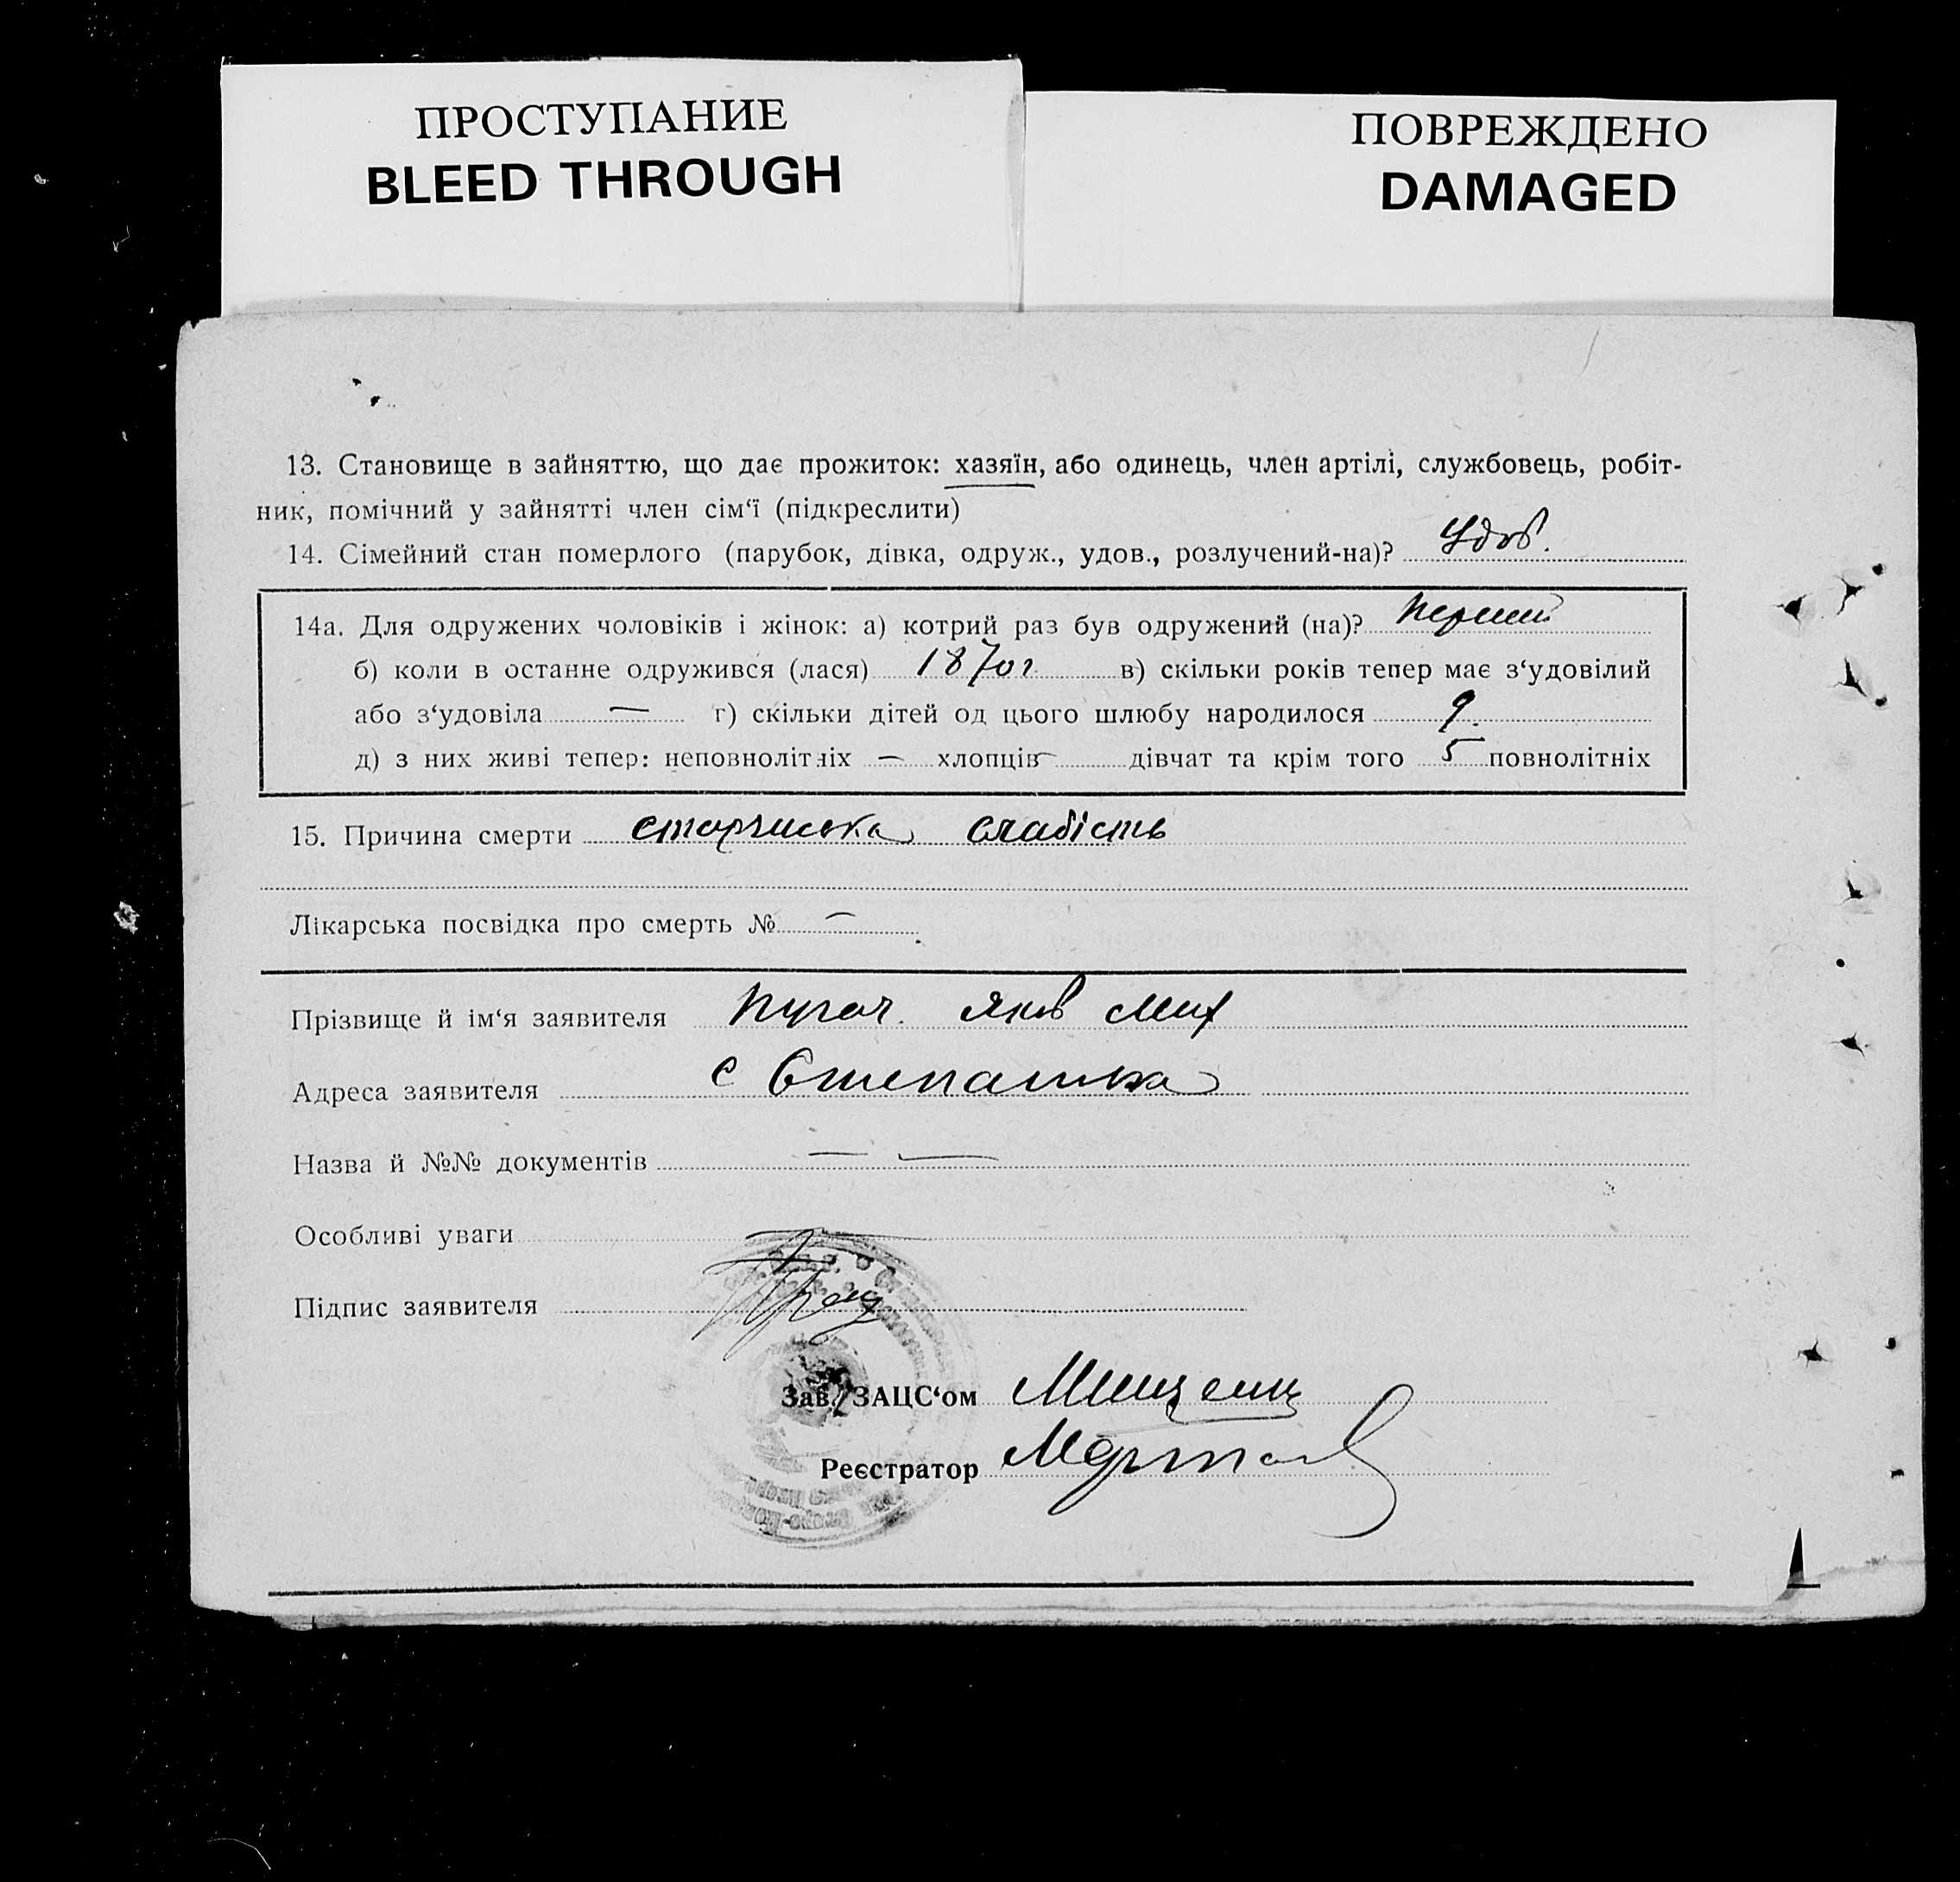 ПРОСТУПАНИЕ
BLEED THROUGH
ПОВРЕЖДЕНО
DAMAGED
13. Становище в зайняттю, що дає прожиток: хазяїн, або одинець, член артілі, службовець, робіт-
ник, помічний у зайнятті член сім‘ї (підкреслити)
14. Сімейний стан померлого (парубок, дівка, одруж., удов., розлучений-на)? Удов.
14а. Для одружених чоловіків і жінок: а) котрий раз був одружений (на)? перший
б) коли в останне одружився (лася) 1870 г в) скільки років тепер має з‘удовілий
або з‘удовіла — г) скільки дітей од цього шлюбу народилося 9
д) з них живі тепер: неповнолітніх — хлопців — дівчат та крім того 5 повнолітніх
15. Причина смерти старческа слабість
Лікарська посвідка про смерть № —
Прізвище й ім‘я заявителя Пугач Яків Мих
Адреса заявителя с Степашка
Назва й №№ документів — —
Особливі уваги —
Підпис заявителя
Зав. ЗАЦС‘ом
Реєстратор